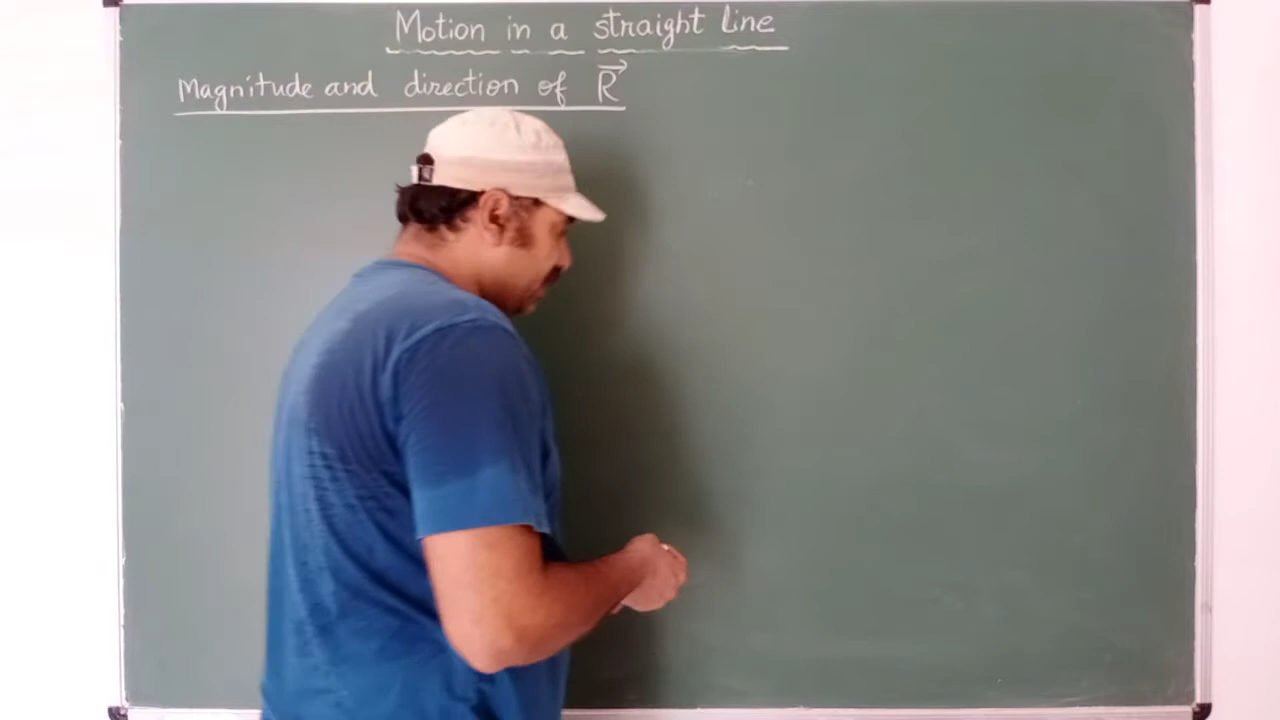 Motion in a straight line
Magnitude and direction of R⃗